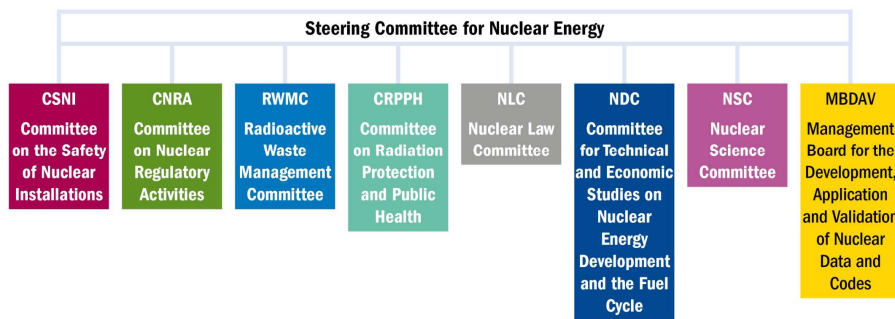 Steering Committee for Nuclear Energy
CSNI
Committee
on the Safety
of Nuclear
Installations
CNRA
Committee
on Nuclear
Regulatory
Activities
RWMC
Radioactive
Waste
Management
Committee
CRPPH
Committee
on Radiation
Protection
and Public
Health
NLC
Nuclear Law
Committee
NDC
Committee
for Technical
and Economic
Studies on
Nuclear
Energy
Development
and the Fuel
Cycle
NSC
Nuclear
Science
Committee
MBDAV
Management
Board for the
Development,
Application
and Validation
of Nuclear
Data and
Codes